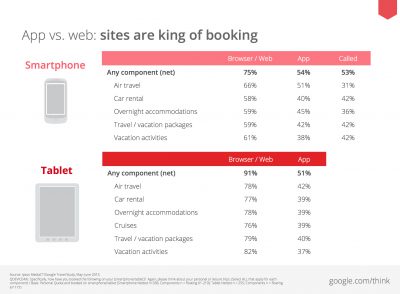 App vs. web: sites are king of booking
Smartphone
Browser / Web App Called
Any component (net) 75% 54% 53%
Air travel 66% 51% 31%
Car rental 58% 40% 42%
Overnight accommodations 59% 45% 36%
Travel / vacation packages 59% 42% 42%
Vacation activities 61% 38% 42%
Tablet
Browser / Web App
Any component (net) 91% 51%
Air travel 78% 42%
Car rental 77% 39%
Overnight accommodations 78% 39%
Cruises 76% 39%
Travel / vacation packages 79% 40%
Vacation activities 82% 37%
google.com/think